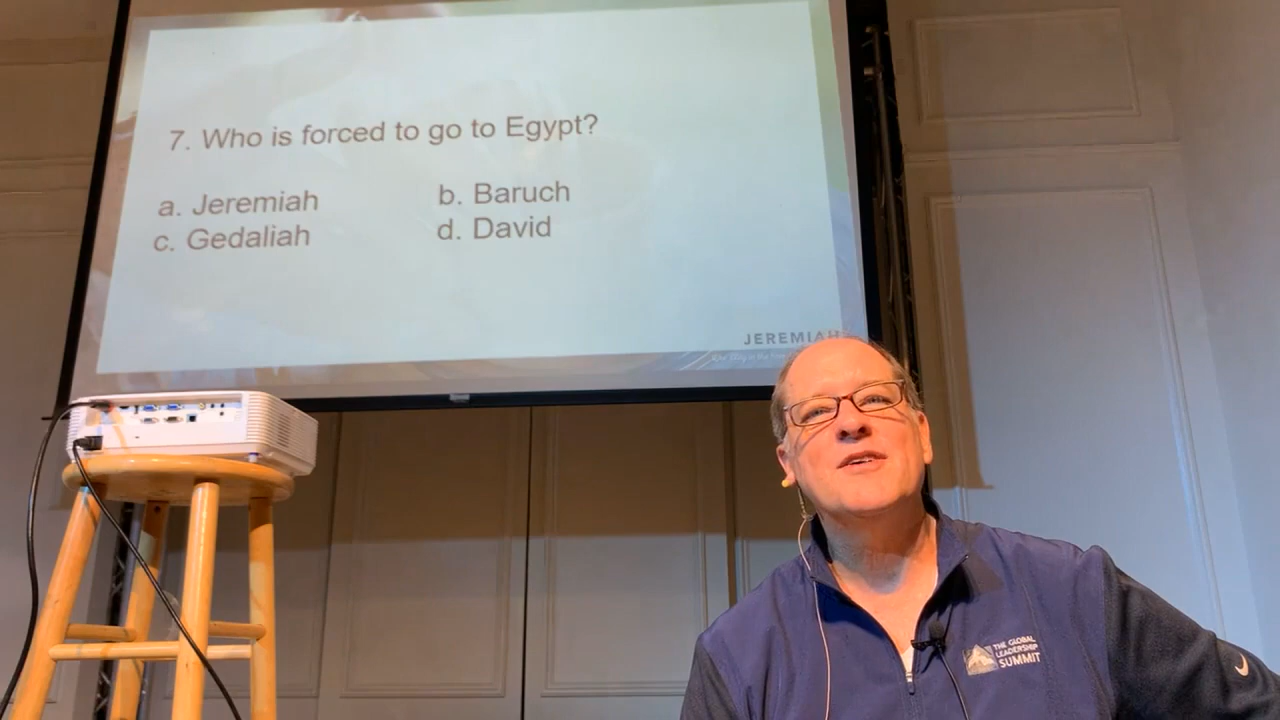 7. Who is forced to go to Egypt?
a. Jeremiah b. Baruch
c. Gedaliah d. David
JEREMIAH
THE GLOBAL
LEADERSHIP
SUMMIT